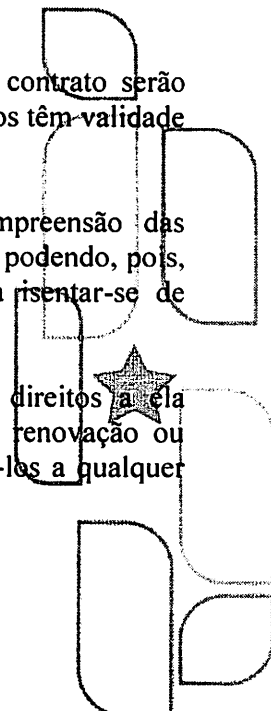 contrato serão
os têm validade
mpreensão das
podendo, pois,
a isentar-se de
direitos a ela
renovação ou
-los a qualquer